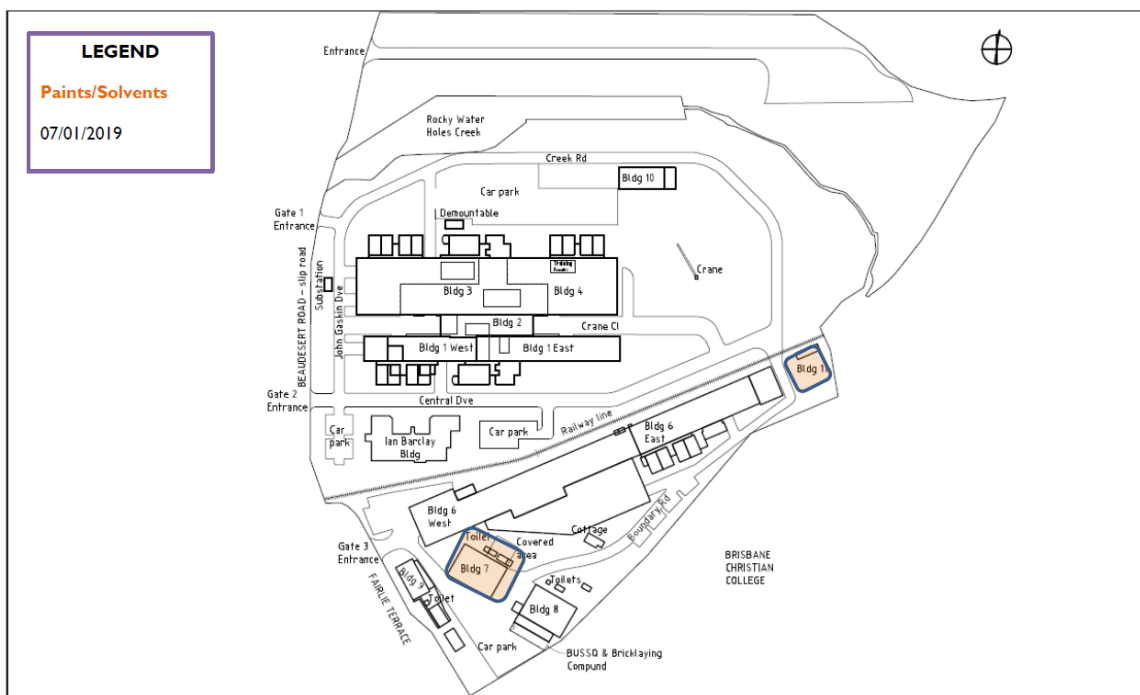 LEGEND
Paints/Solvents
07/01/2019
Entrance
Rocky Water
Holes Creek
Creek Rd
Bldg 10
Car park
Demountable
Gate 1
Entrance
Training
Rooms
Substation
Crane
Bldg 3
Bldg 4
BEAUDESERT ROAD - slip road
John Gaskin Dve
Bldg 2
Crane Cl
Bldg 1 West
Bldg 1 East
Bldg 11
Gate 2
Entrance
Central Dve
Railway line
Car
park
Ian Barclay
Bldg
Car park
Bldg 6
East
Bldg 6
West
Boundary Rd
Cottage
Toilet
Covered
area
Gate 3
Entrance
Bldg 7
BRISBANE
CHRISTIAN
COLLEGE
Bldg 9
Toilet
Toilets
FAIRLIE TERRACE
Bldg 8
Car park
BUSSQ & Bricklaying
Compund